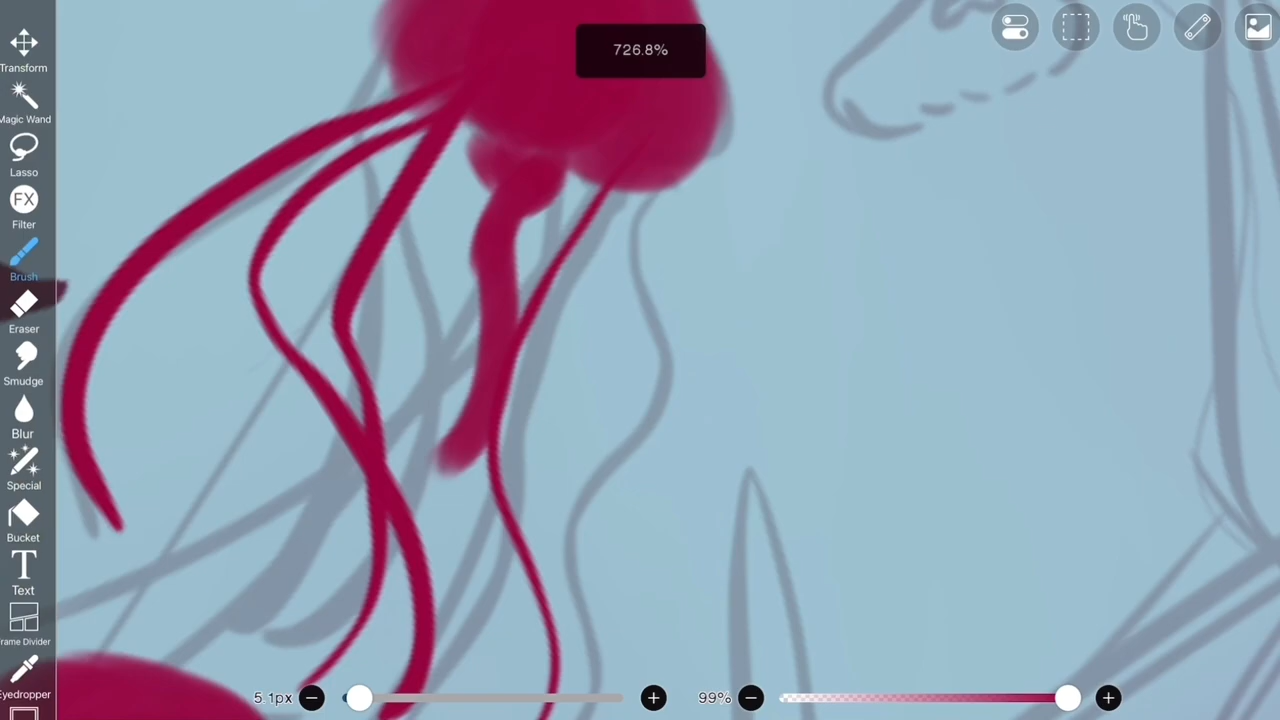 726.8%
Transform
Magic Wand
Lasso
FX
Filter
Brush
Eraser
Smudge
Blur
Special
Bucket
T
Text
rame Divider
Eyedropper
5.1px
99%